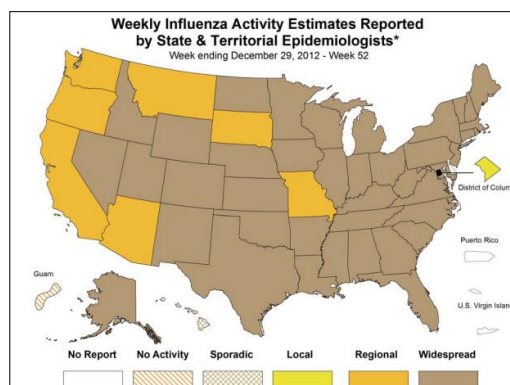 Weekly Influenza Activity Estimates Reported
by State & Territorial Epidemiologists*
Week ending December 29, 2012 - Week 52
District of Colum
Puerto Rico
Guam
U.S. Virgin Island
No Report No Activity Sporadic Local Regional Widespread